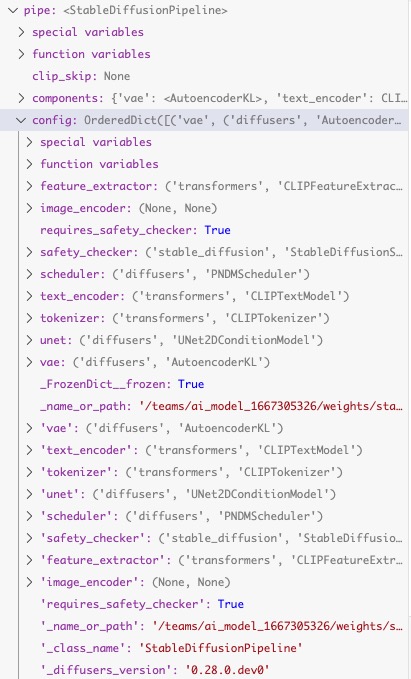 pipe: <StableDiffusionPipeline>
special variables
function variables
clip_skip: None
components: {'vae': <AutoencoderKL>, 'text_encoder': CLI…
config: OrderedDict([('vae', ('diffusers', 'Autoencoder…
special variables
function variables
feature_extractor: ('transformers', 'CLIPFeatureExtrac…
image_encoder: (None, None)
requires_safety_checker: True
safety_checker: ('stable_diffusion', 'StableDiffusionS…
scheduler: ('diffusers', 'PNDMScheduler')
text_encoder: ('transformers', 'CLIPTextModel')
tokenizer: ('transformers', 'CLIPTokenizer')
unet: ('diffusers', 'UNet2DConditionModel')
vae: ('diffusers', 'AutoencoderKL')
_FrozenDict__frozen: True
_name_or_path: '/teams/ai_model_1667305326/weights/sta…
'vae': ('diffusers', 'AutoencoderKL')
'text_encoder': ('transformers', 'CLIPTextModel')
'tokenizer': ('transformers', 'CLIPTokenizer')
'unet': ('diffusers', 'UNet2DConditionModel')
'scheduler': ('diffusers', 'PNDMScheduler')
'safety_checker': ('stable_diffusion', 'StableDiffusio…
'feature_extractor': ('transformers', 'CLIPFeatureExtr…
'image_encoder': (None, None)
'requires_safety_checker': True
'_name_or_path': '/teams/ai_model_1667305326/weights/s…
'_class_name': 'StableDiffusionPipeline'
'_diffusers_version': '0.28.0.dev0'